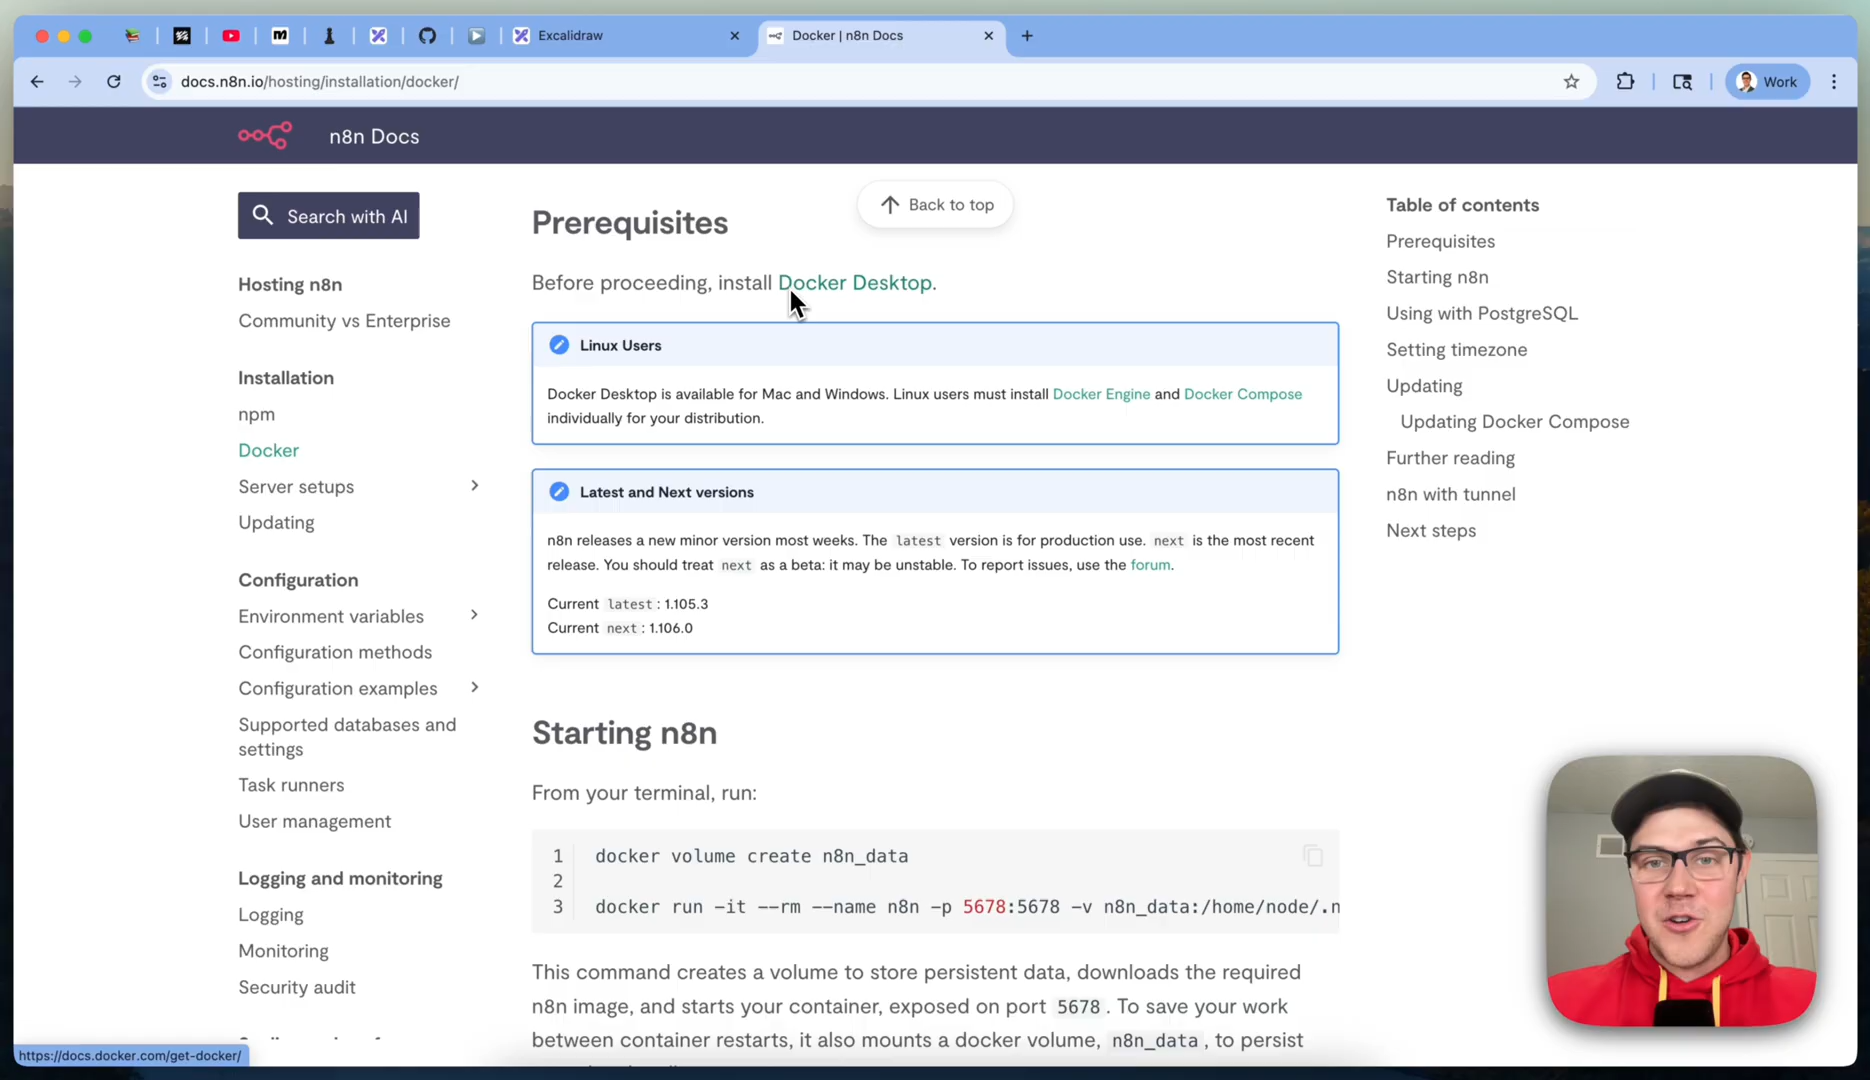 Excalidraw
Docker | n8n Docs
docs.n8n.io/hosting/installation/docker/
Work
n8n Docs
Search with AI
Hosting n8n
Community vs Enterprise
Installation
npm
Docker
Server setups
Updating
Configuration
Environment variables
Configuration methods
Configuration examples
Supported databases and
settings
Task runners
User management
Logging and monitoring
Logging
Monitoring
Security audit
https://docs.docker.com/get-docker/
Back to top
Prerequisites
Before proceeding, install Docker Desktop.
Linux Users
Docker Desktop is available for Mac and Windows. Linux users must install Docker Engine and Docker Compose
individually for your distribution.
Latest and Next versions
n8n releases a new minor version most weeks. The latest version is for production use. next is the most recent
release. You should treat next as a beta: it may be unstable. To report issues, use the forum.
Current latest: 1.105.3
Current next: 1.106.0
Starting n8n
From your terminal, run:
1 docker volume create n8n_data
2
3 docker run -it --rm --name n8n -p 5678:5678 -v n8n_data:/home/node/.n
This command creates a volume to store persistent data, downloads the required
n8n image, and starts your container, exposed on port 5678. To save your work
between container restarts, it also mounts a docker volume, n8n_data, to persist
Table of contents
Prerequisites
Starting n8n
Using with PostgreSQL
Setting timezone
Updating
Updating Docker Compose
Further reading
n8n with tunnel
Next steps